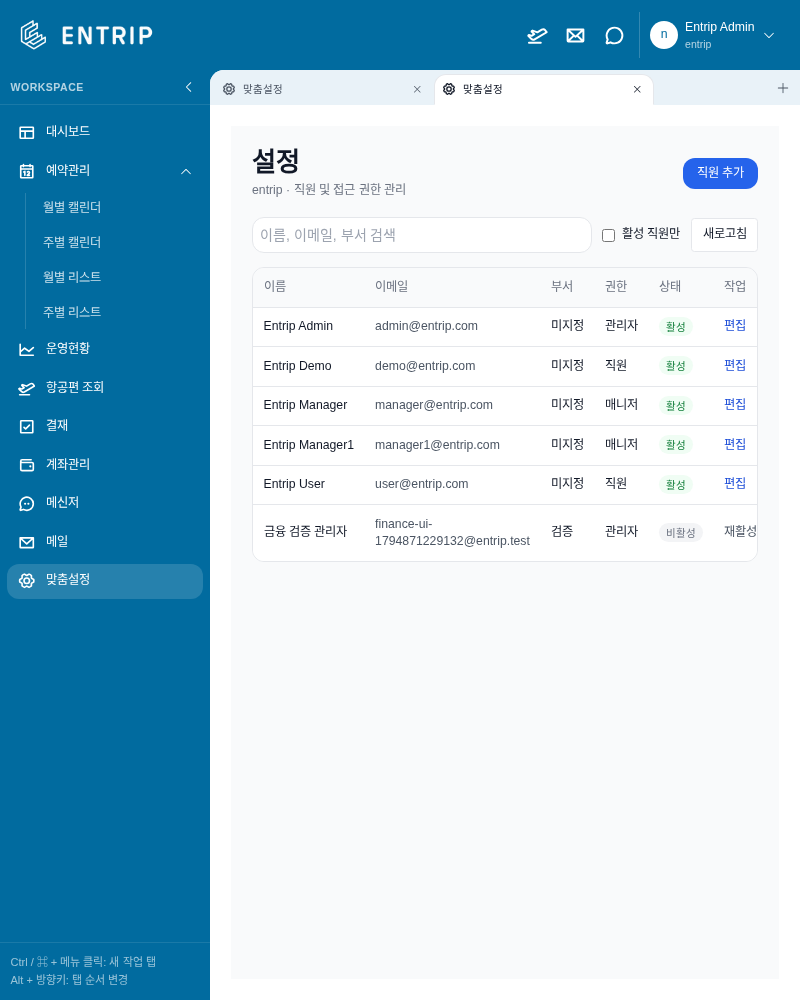 ENTRIP
n
Entrip Admin
entrip
WORKSPACE
맞춤설정
맞춤설정
대시보드
예약관리
월별 캘린더
주별 캘린더
월별 리스트
주별 리스트
운영현황
항공편 조회
결재
계좌관리
메신저
메일
맞춤설정
Ctrl / ⌘ + 메뉴 클릭: 새 작업 탭
Alt + 방향키: 탭 순서 변경
설정
entrip · 직원 및 접근 권한 관리
직원 추가
이름, 이메일, 부서 검색
활성 직원만
새로고침
이름 이메일 부서 권한 상태 작업
Entrip Admin admin@entrip.com 미지정 관리자 활성 편집
Entrip Demo demo@entrip.com 미지정 직원 활성 편집
Entrip Manager manager@entrip.com 미지정 매니저 활성 편집
Entrip Manager1 manager1@entrip.com 미지정 매니저 활성 편집
Entrip User user@entrip.com 미지정 직원 활성 편집
금융 검증 관리자 finance-ui-
1794871229132@entrip.test 검증 관리자 비활성 재활성